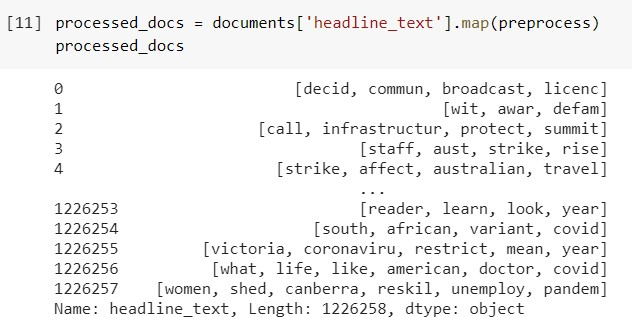 [11] processed_docs = documents['headline_text'].map(preprocess)
processed_docs
0 [decid, commun, broadcast, licenc]
1 [wit, awar, defam]
2 [call, infrastructur, protect, summit]
3 [staff, aust, strike, rise]
4 [strike, affect, australian, travel]
...
1226253 [reader, learn, look, year]
1226254 [south, african, variant, covid]
1226255 [victoria, coronaviru, restrict, mean, year]
1226256 [what, life, like, american, doctor, covid]
1226257 [women, shed, canberra, reskil, unemploy, pandem]
Name: headline_text, Length: 1226258, dtype: object